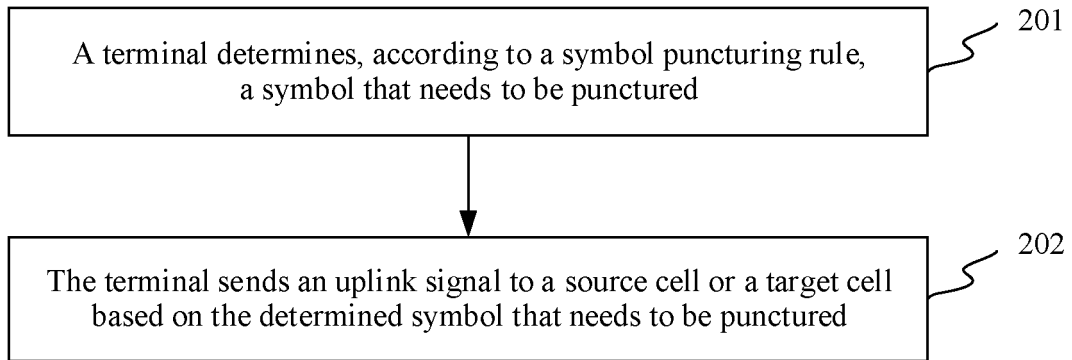 201
A terminal determines, according to a symbol puncturing rule,
a symbol that needs to be punctured
202
The terminal sends an uplink signal to a source cell or a target cell
based on the determined symbol that needs to be punctured